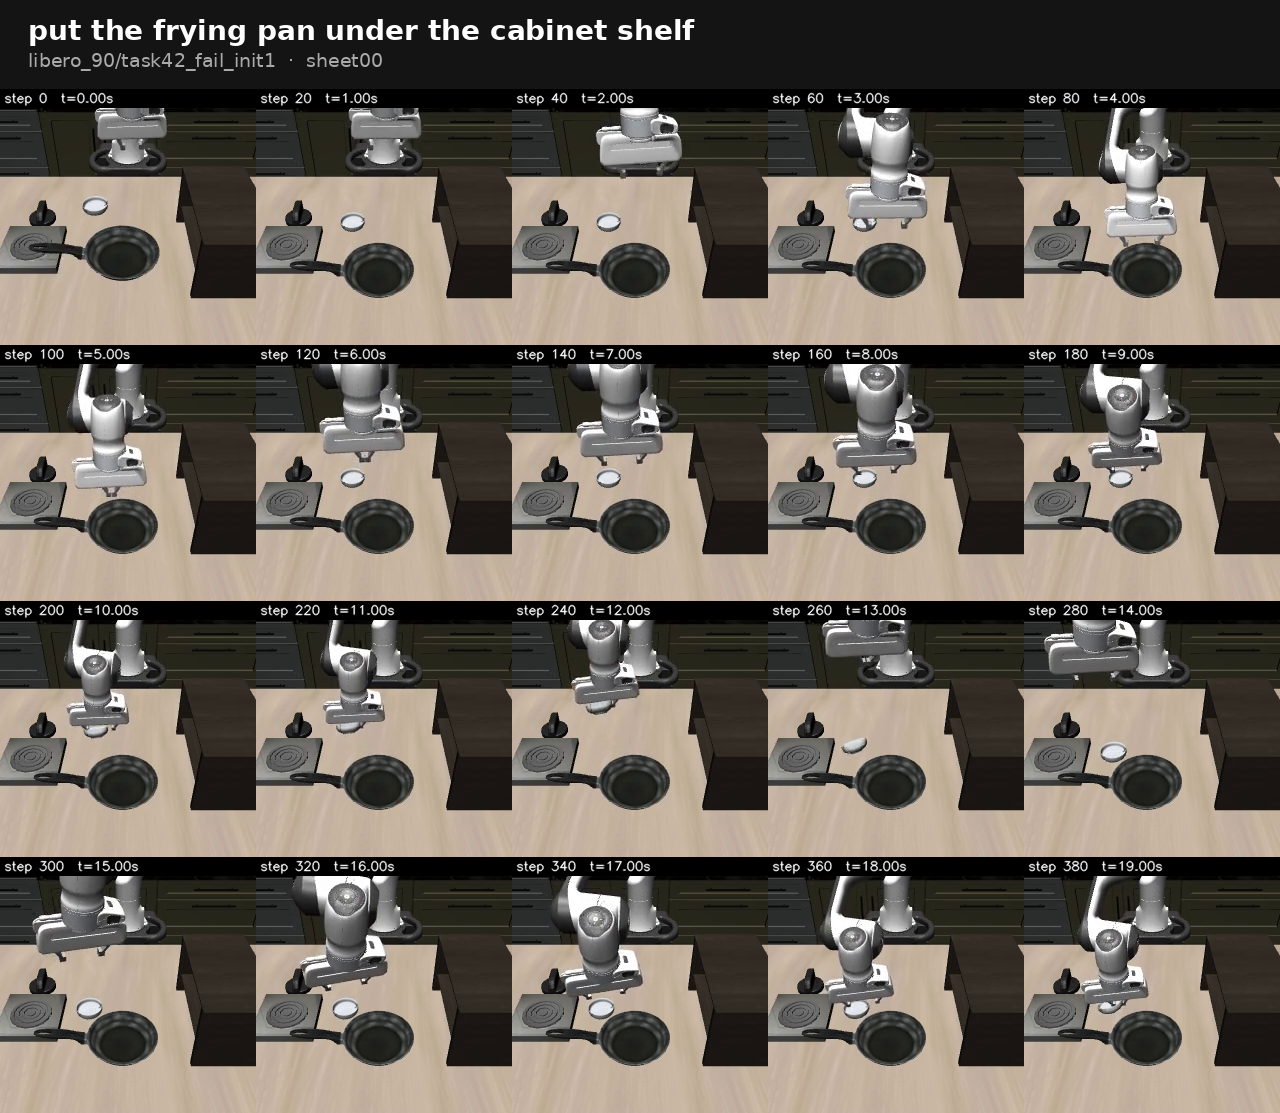 put the frying pan under the cabinet shelf
libero_90/task42_fail_init1 · sheet00
step 0 t=0.00s
step 20 t=1.00s
step 40 t=2.00s
step 60 t=3.00s
step 80 t=4.00s
step 100 t=5.00s
step 120 t=6.00s
step 140 t=7.00s
step 160 t=8.00s
step 180 t=9.00s
step 200 t=10.00s
step 220 t=11.00s
step 240 t=12.00s
step 260 t=13.00s
step 280 t=14.00s
step 300 t=15.00s
step 320 t=16.00s
step 340 t=17.00s
step 360 t=18.00s
step 380 t=19.00s